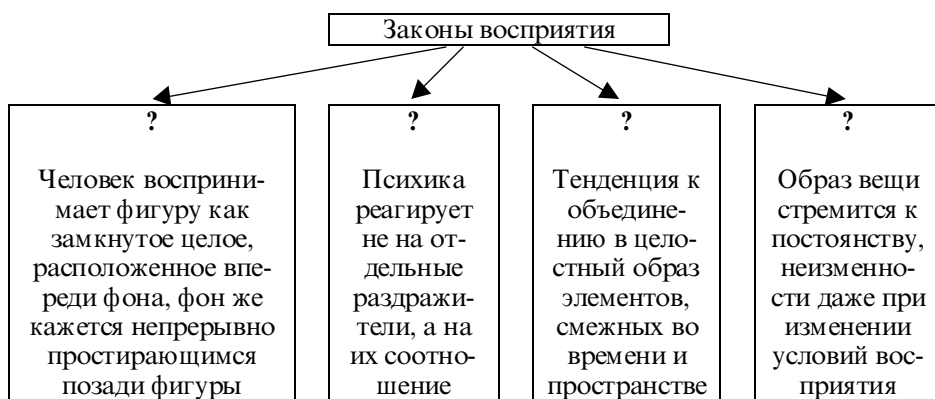 Законы восприятия
?
Человек восприни-
мает фигуру как
замкнутое целое,
расположенное впе-
реди фона, фон же
кажется непрерывно
простирающимся
позади фигуры
?
Психика
реагирует
не на от-
дельные
раздражи-
тели, а на
их соотно-
шение
?
Тенденция к
объедине-
нию в цело-
стный образ
элементов,
смежных во
времени и
пространстве
?
Образ вещи
стремится к
постоянству,
неизменно-
сти даже при
изменении
условий вос-
приятия